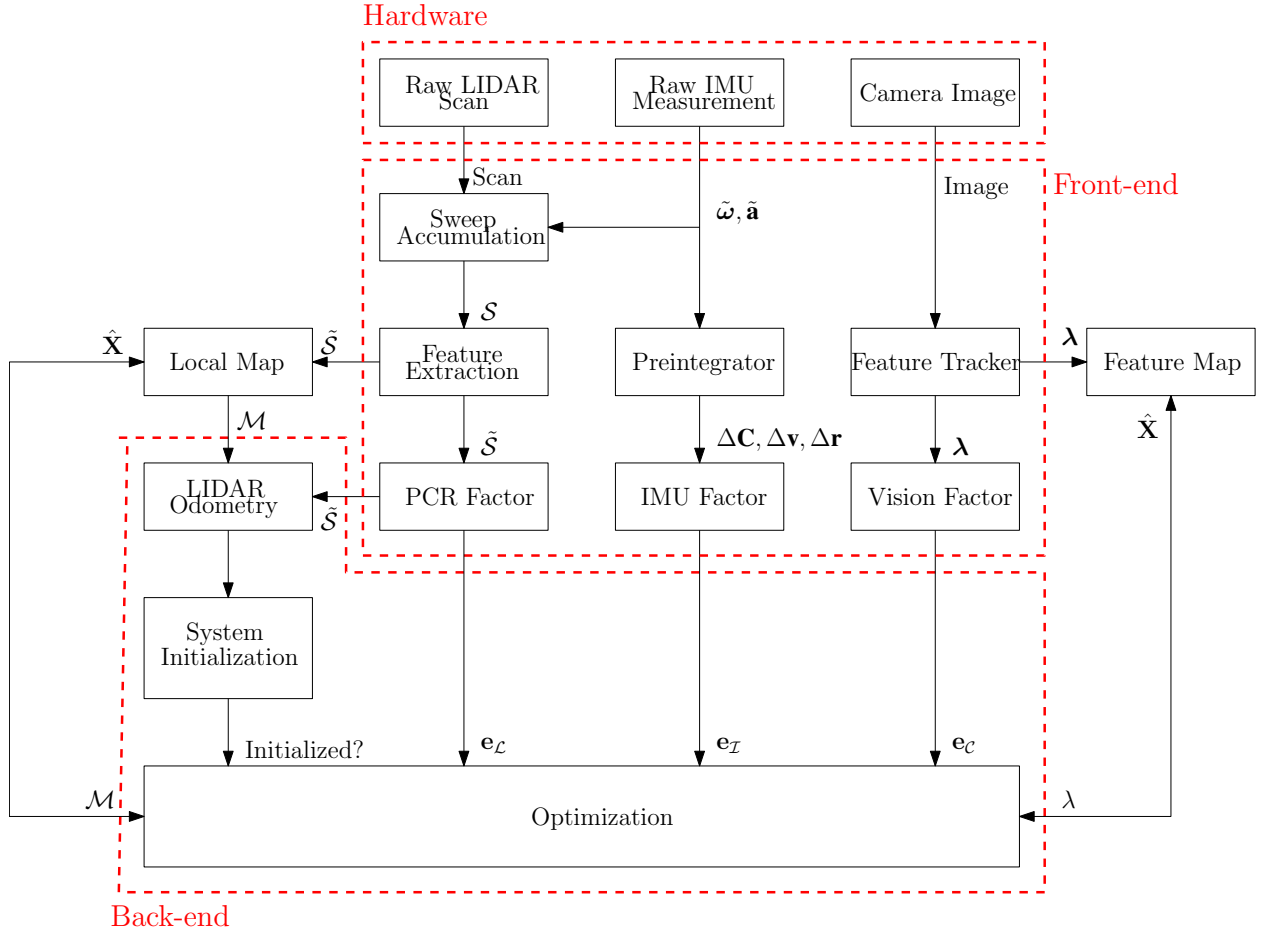 Hardware
Raw LIDAR
Scan
Raw IMU
Measurement
Camera Image
Scan
Image
Front-end
Sweep
Accumulation
ω̃, ã
𝒮
X̂
Local Map
𝒮̃
Feature
Extraction
Preintegrator
Feature Tracker
λ
Feature Map
ℳ
𝒮̃
ΔC, Δv, Δr
λ
X̂
LIDAR
Odometry
𝒮̃
PCR Factor
IMU Factor
Vision Factor
System
Initialization
Initialized?
e_ℒ
e_ℐ
e_𝒞
ℳ
Optimization
λ
Back-end